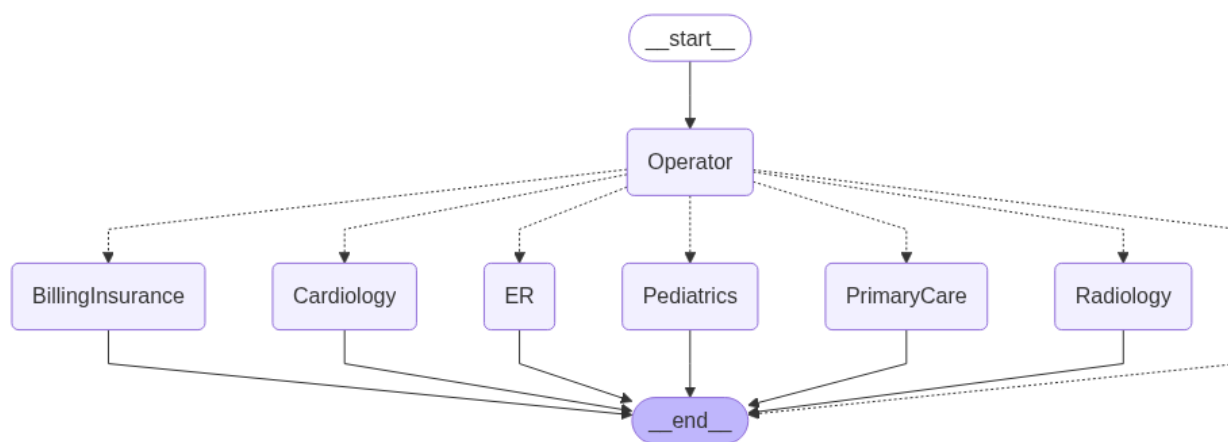 __start__
Operator
BillingInsurance
Cardiology
ER
Pediatrics
PrimaryCare
Radiology
__end__